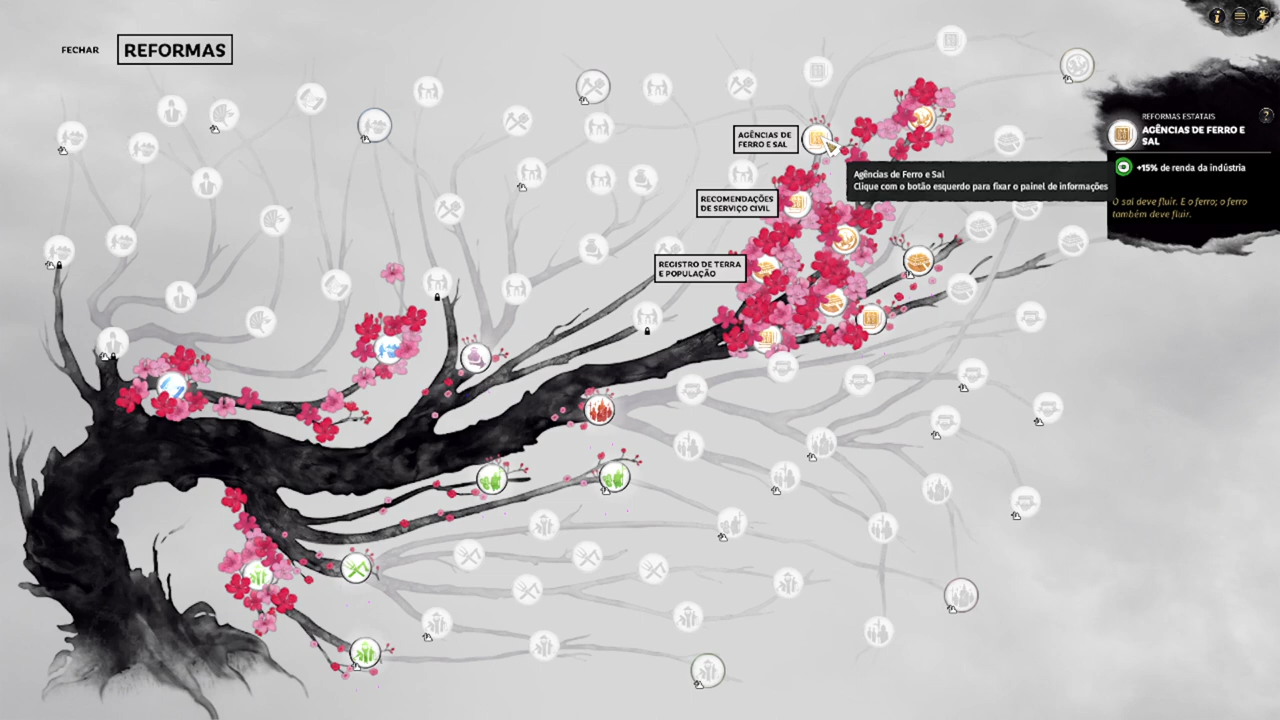 FECHAR
REFORMAS
AGÊNCIAS DE
FERRO E SAL
RECOMENDAÇÕES
DE SERVIÇO CIVIL
REGISTRO DE TERRA
E POPULAÇÃO
Agências de Ferro e Sal
Clique com o botão esquerdo para fixar o painel de informações
REFORMAS ESTATAIS
AGÊNCIAS DE FERRO E
SAL
?
+15% de renda da indústria
O sal deve fluir. E o ferro; o ferro
também deve fluir.